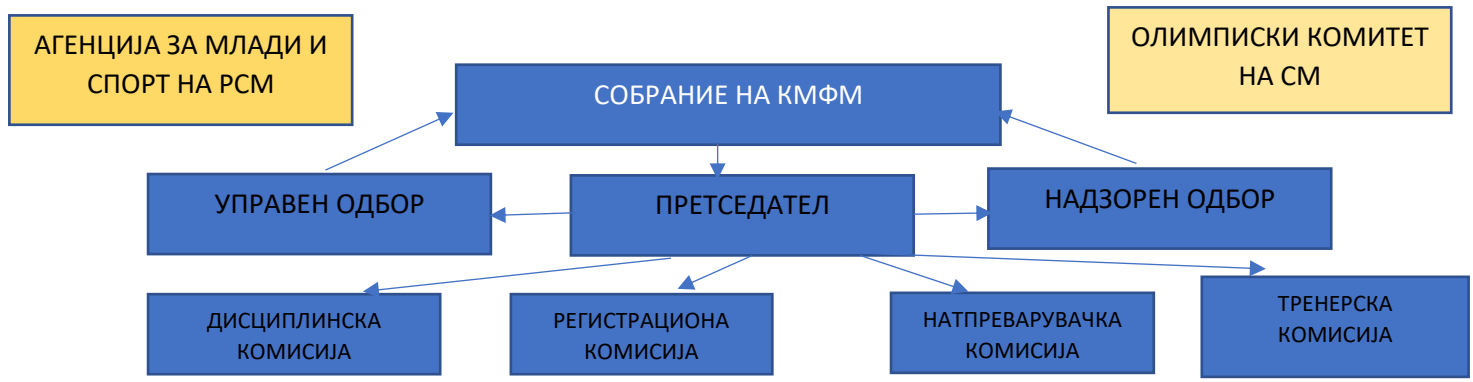 АГЕНЦИЈА ЗА МЛАДИ И
СПОРТ НА РСМ
ОЛИМПИСКИ КОМИТЕТ
НА СМ
СОБРАНИЕ НА КМФМ
УПРАВЕН ОДБОР
ПРЕТСЕДАТЕЛ
НАДЗОРЕН ОДБОР
ДИСЦИПЛИНСКА
КОМИСИЈА
РЕГИСТРАЦИОНА
КОМИСИЈА
НАТПРЕВАРУВАЧКА
КОМИСИЈА
ТРЕНЕРСКА
КОМИСИЈА